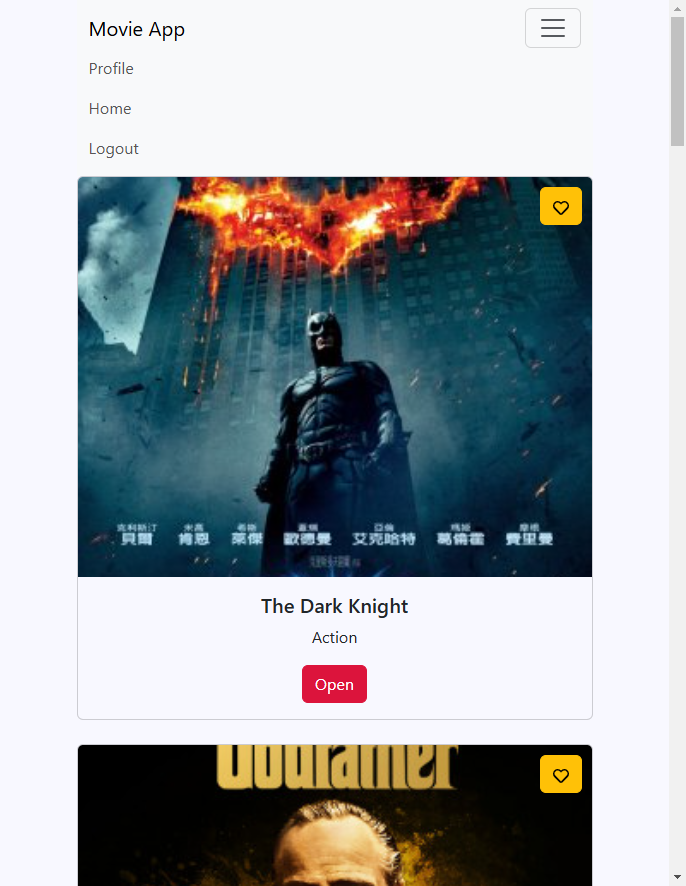 Movie App
Profile
Home
Logout
克利斯汀 米高 希斯 蓋瑞 亞倫 瑪姬 摩根
貝爾 肯恩 萊傑 歐德曼 艾克哈特 葛倫霍 費里曼
The Dark Knight
Action
Open
Godfather